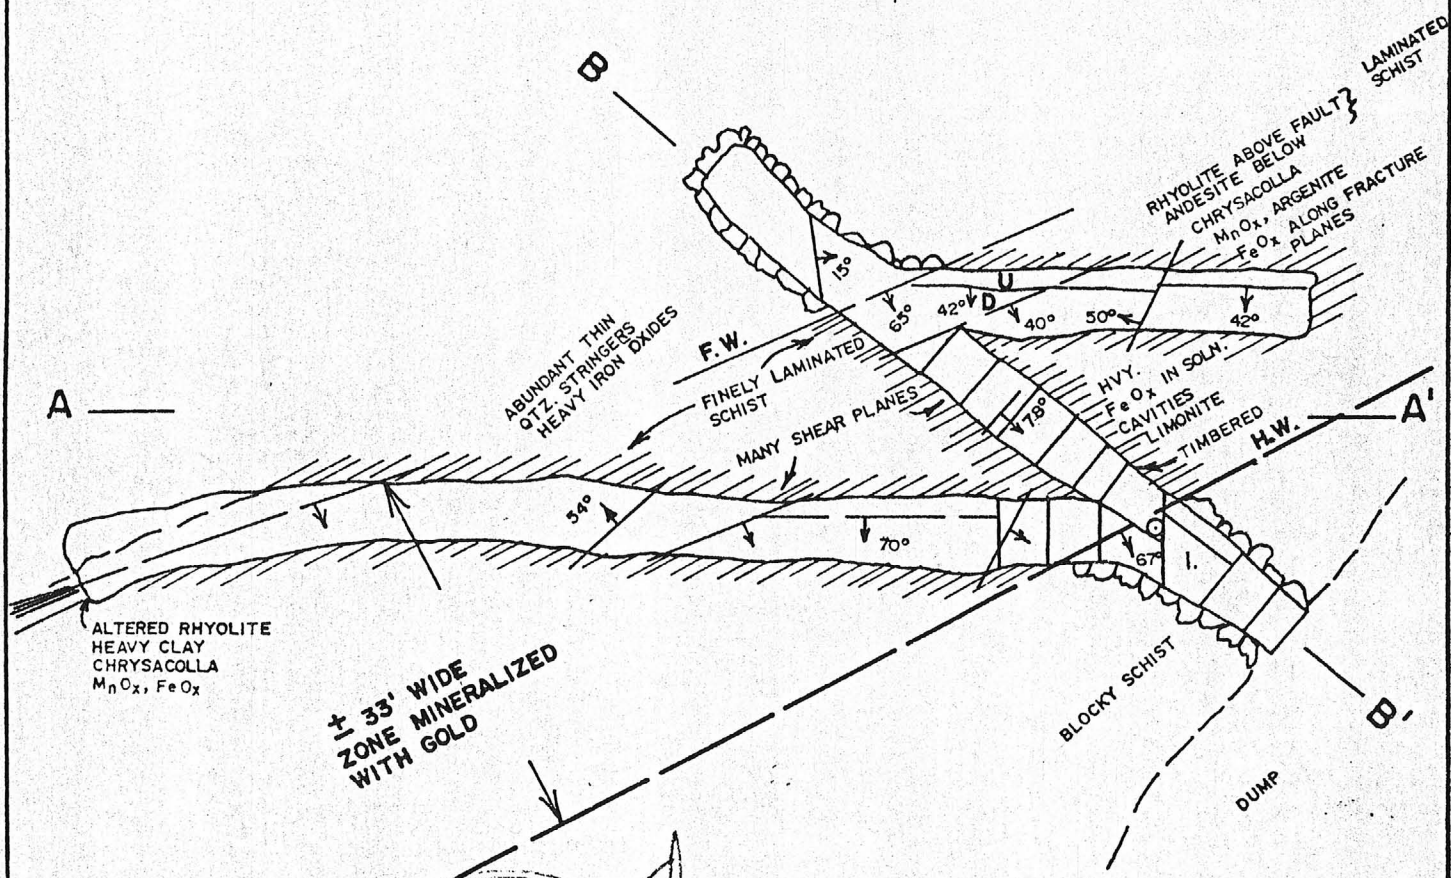 B
LAMINATED
SCHIST
RHYOLITE ABOVE FAULT }
ANDESITE BELOW
CHRYSACOLLA
MnOx, ARGENITE
FeOx ALONG FRACTURE
PLANES
15°
U
D
65°
42°
40°
50°
42°
F.W.
ABUNDANT THIN
QTZ. STRINGERS
HEAVY IRON OXIDES
FINELY LAMINATED
SCHIST
A
MANY SHEAR PLANES
78°
HVY.
FeOx IN SOLN.
CAVITIES
LIMONITE
TIMBERED
H.W.
A'
54°
70°
67°
1.
ALTERED RHYOLITE
HEAVY CLAY
CHRYSACOLLA
MnOx, FeOx
± 33' WIDE
ZONE MINERALIZED
WITH GOLD
BLOCKY SCHIST
B'
DUMP